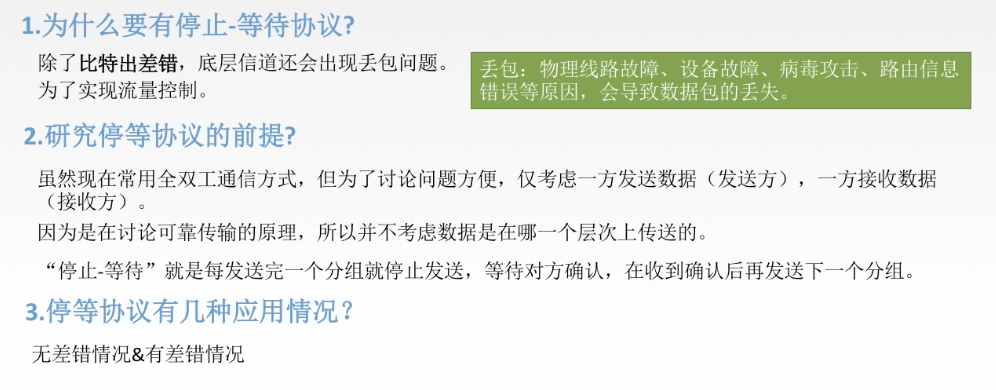 1.为什么要有停止-等待协议?
除了比特出差错，底层信道还会出现丢包问题。
为了实现流量控制。
丢包：物理线路故障、设备故障、病毒攻击、路由信息
错误等原因，会导致数据包的丢失。
2.研究停等协议的前提?
虽然现在常用全双工通信方式，但为了讨论问题方便，仅考虑一方发送数据（发送方），一方接收数据
（接收方）。
因为是在讨论可靠传输的原理，所以并不考虑数据是在哪一个层次上传送的。
“停止-等待”就是每发送完一个分组就停止发送，等待对方确认，在收到确认后再发送下一个分组。
3.停等协议有几种应用情况？
无差错情况&有差错情况